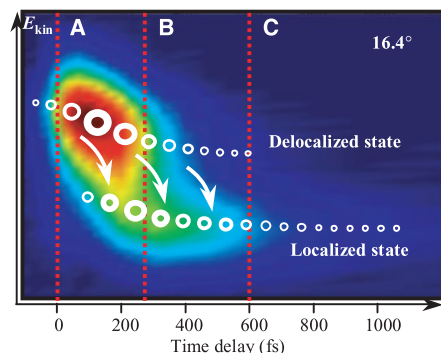 E_kin A B C
16.4°
Delocalized state
Localized state
0 200 400 600 800 1000
Time delay (fs)